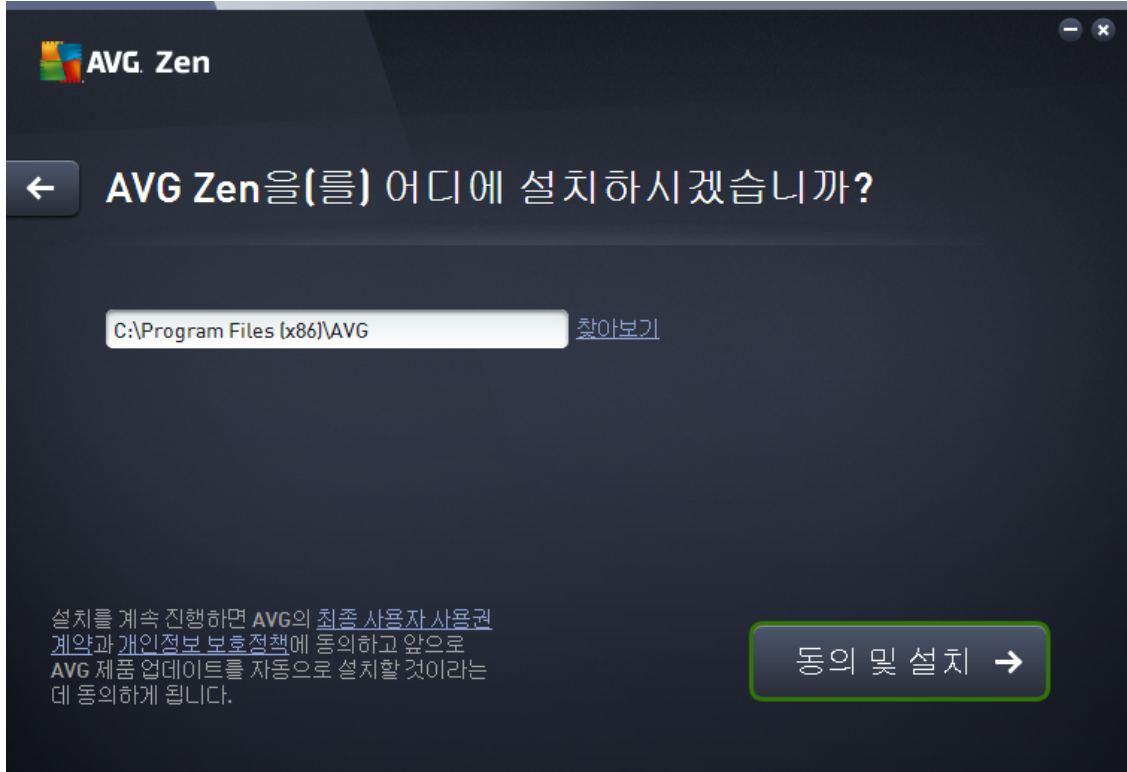 AVG. Zen
AVG Zen을(를) 어디에 설치하시겠습니까?
C:\Program Files (x86)\AVG
찾아보기
설치를 계속 진행하면 AVG의 최종 사용자 사용권
계약과 개인정보 보호정책에 동의하고 앞으로
AVG 제품 업데이트를 자동으로 설치할 것이라는
데 동의하게 됩니다.
동의 및 설치